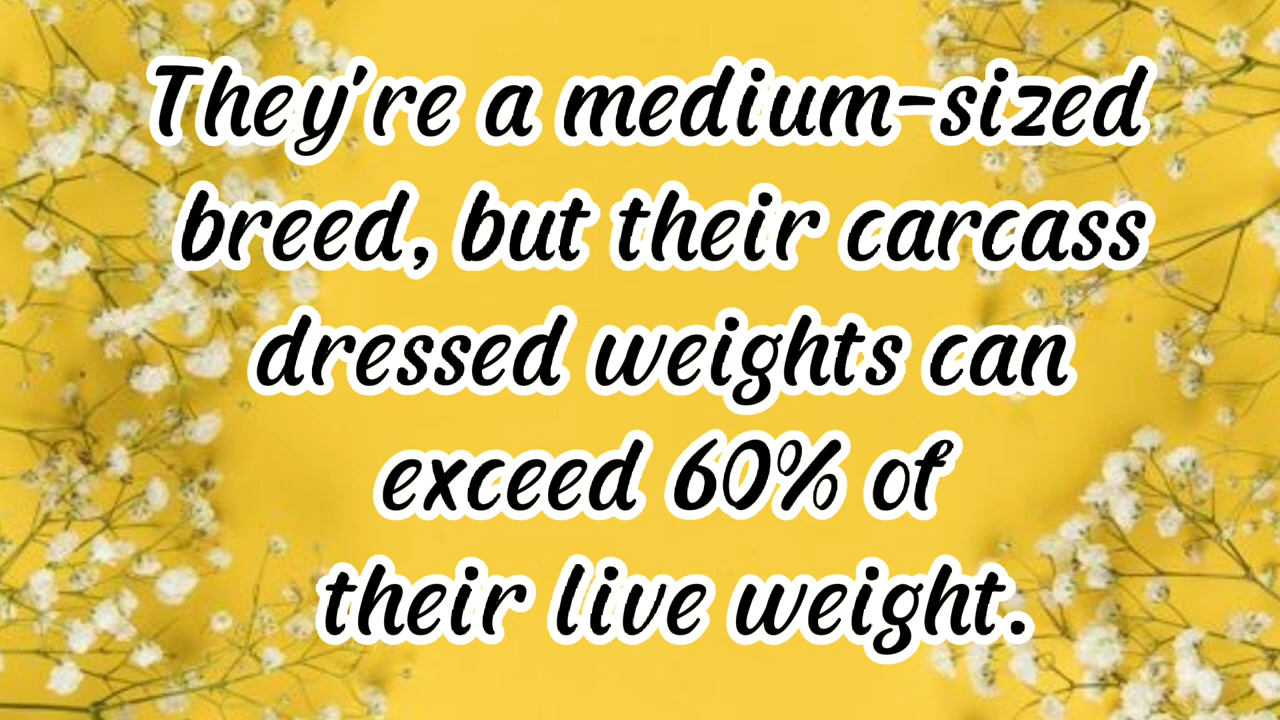 They're a medium-sized
breed, but their carcass
dressed weights can
exceed 60% of
their live weight.